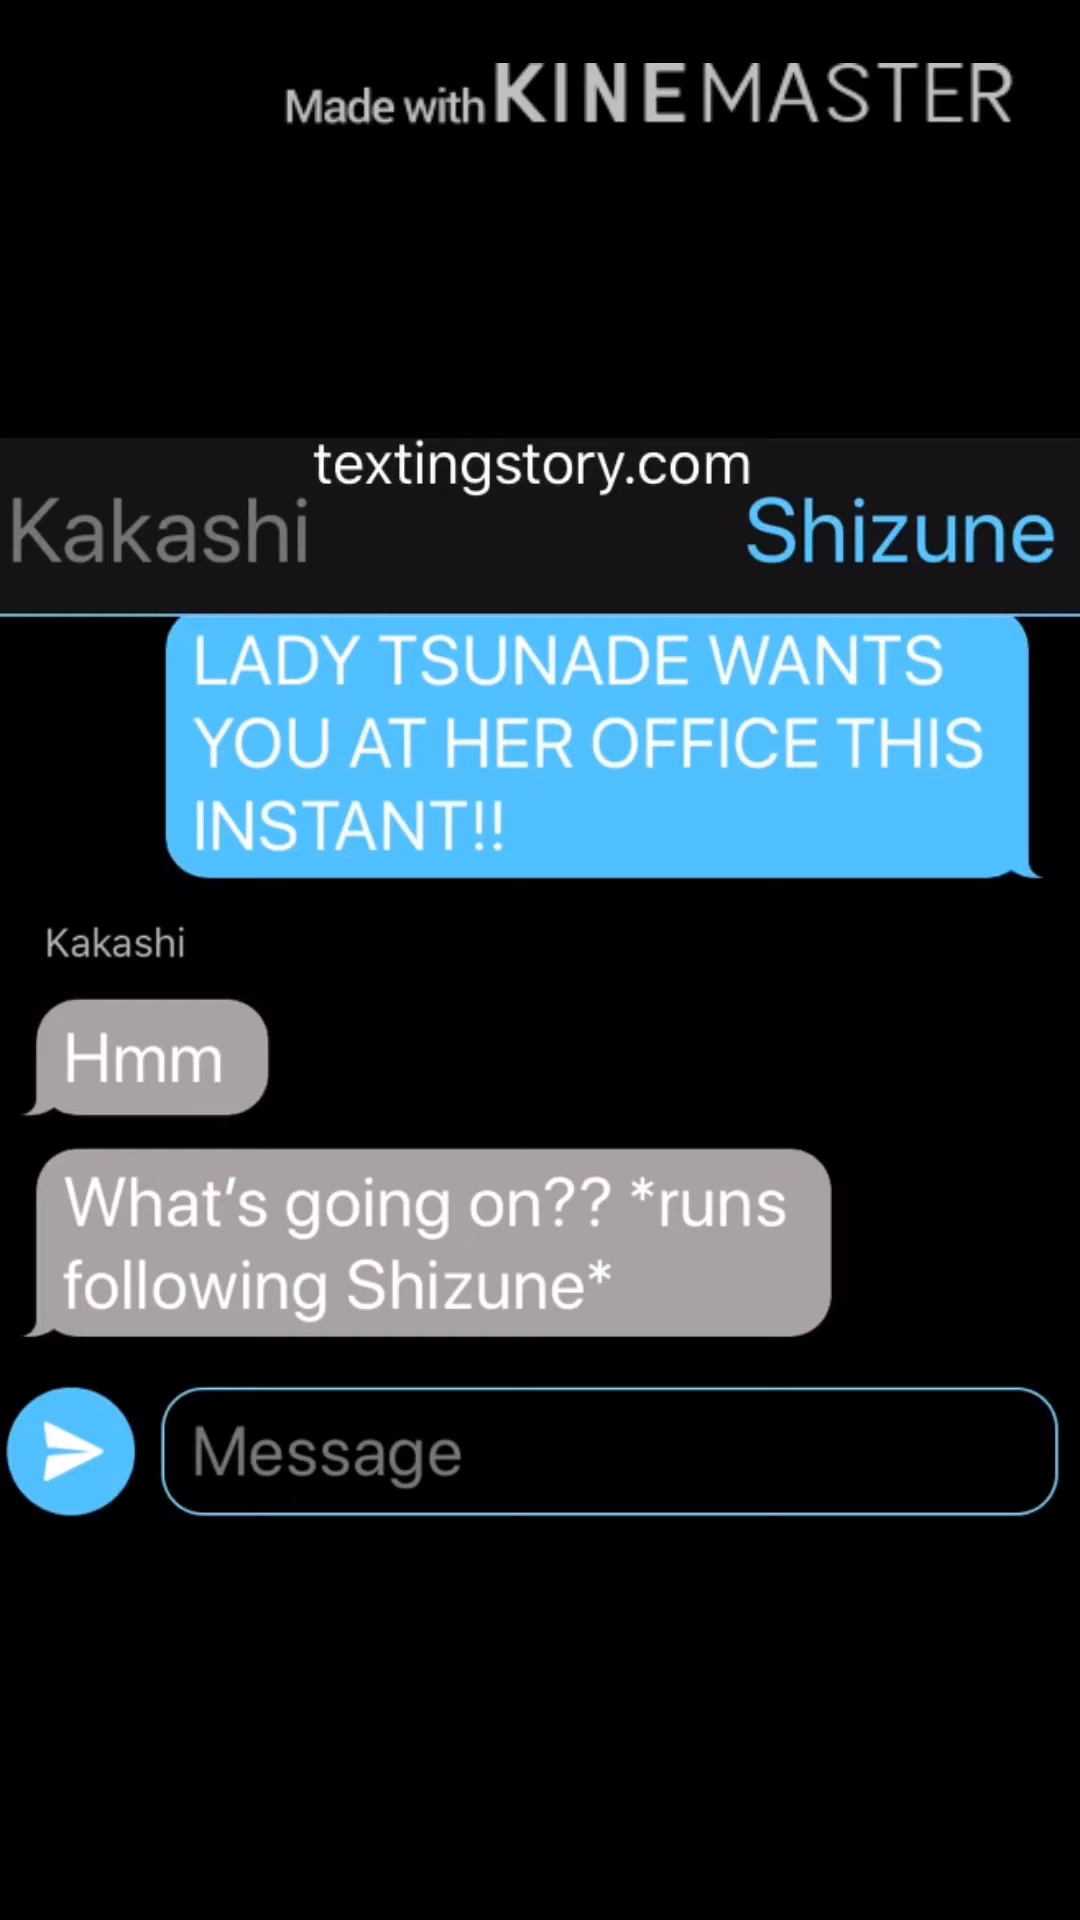 Made with KINEMASTER
textingstory.com
Kakashi Shizune
LADY TSUNADE WANTS
YOU AT HER OFFICE THIS
INSTANT!!
Kakashi
Hmm
What’s going on?? *runs
following Shizune*
Message